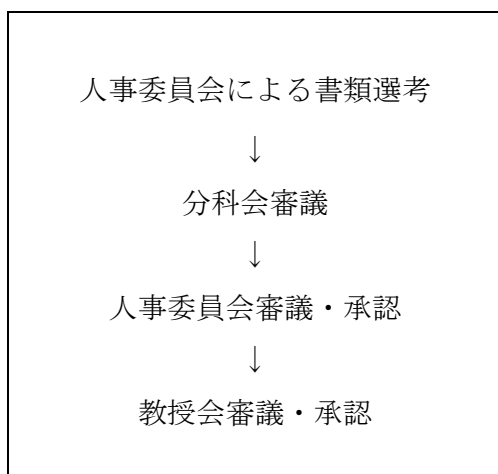 人事委員会による書類選考
↓
分科会審議
↓
人事委員会審議・承認
↓
教授会審議・承認